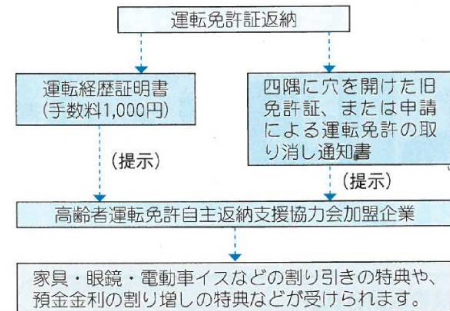 運転免許証返納
運転経歴証明書
(手数料1,000円)
四隅に穴を開けた旧
免許証、または申請
による運転免許の取
り消し通知書
(提示)
(提示)
高齢者運転免許自主返納支援協力会加盟企業
家具・眼鏡・電動車イスなどの割り引きの特典や、
預金金利の割り増しの特典などが受けられます。